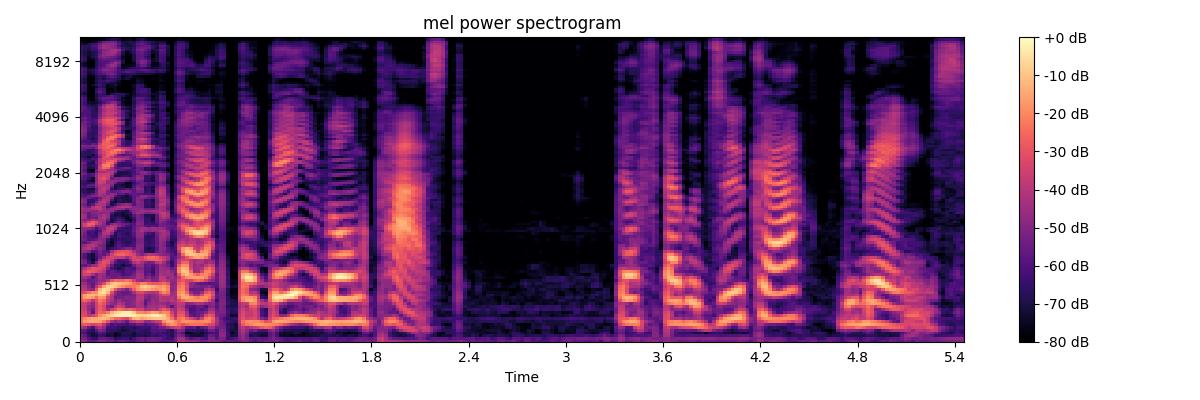 mel power spectrogram
+0 dB
-10 dB
-20 dB
-30 dB
-40 dB
-50 dB
-60 dB
-70 dB
-80 dB
8192
4096
2048
1024
512
0
Hz
0 0.6 1.2 1.8 2.4 3 3.6 4.2 4.8 5.4
Time